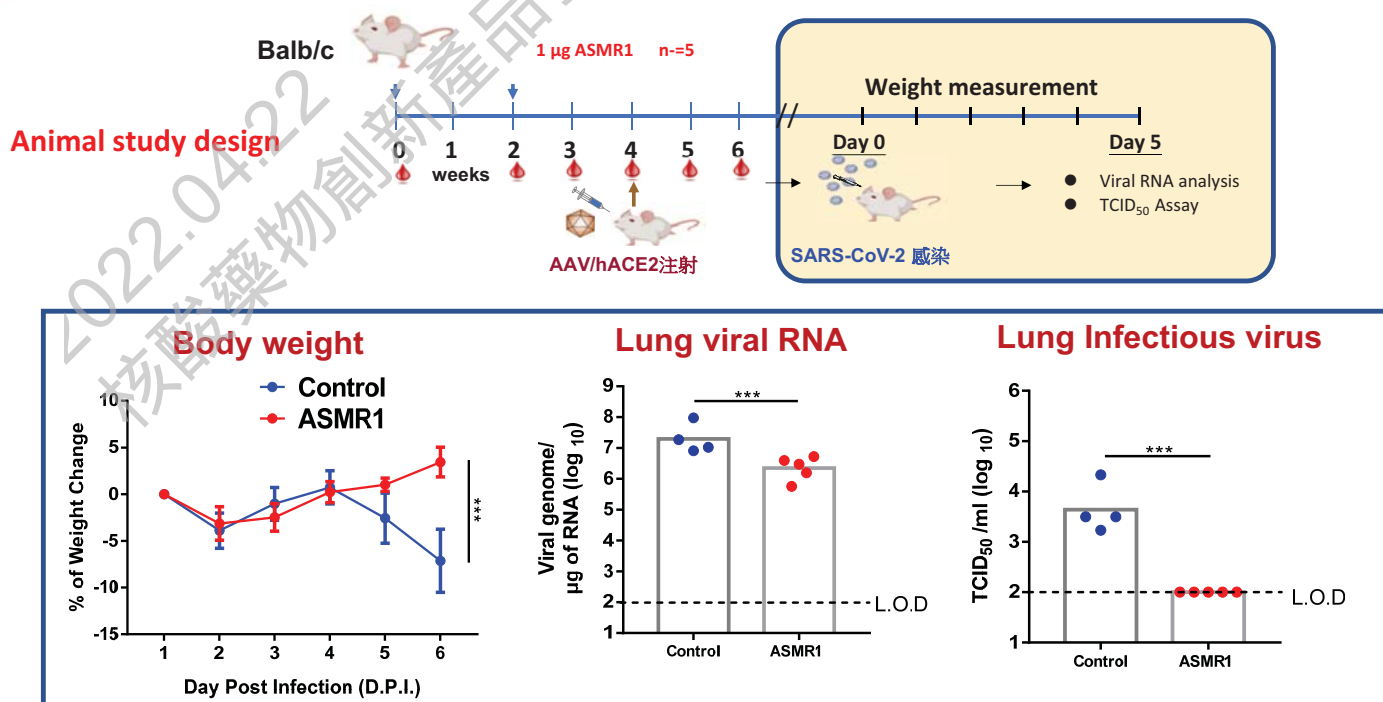 Balb/c
1 µg ASMR1 n-=5
Weight measurement
Animal study design
0 1 2 3 4 5 6
weeks
Day 0
Day 5
Viral RNA analysis
TCID50 Assay
AAV/hACE2注射
SARS-CoV-2 感染
2022.04.22
核酸藥物創新產品
Body weight
Control
ASMR1
% of Weight Change
10
5
0
-5
-10
-15
1 2 3 4 5 6
Day Post Infection (D.P.I.)
***
Lung viral RNA
Viral genome/
µg of RNA (log 10)
9
8
7
6
5
4
3
2
1
***
L.O.D
Control ASMR1
Lung Infectious virus
TCID50 /ml (log 10)
6
5
4
3
2
1
***
L.O.D
Control ASMR1